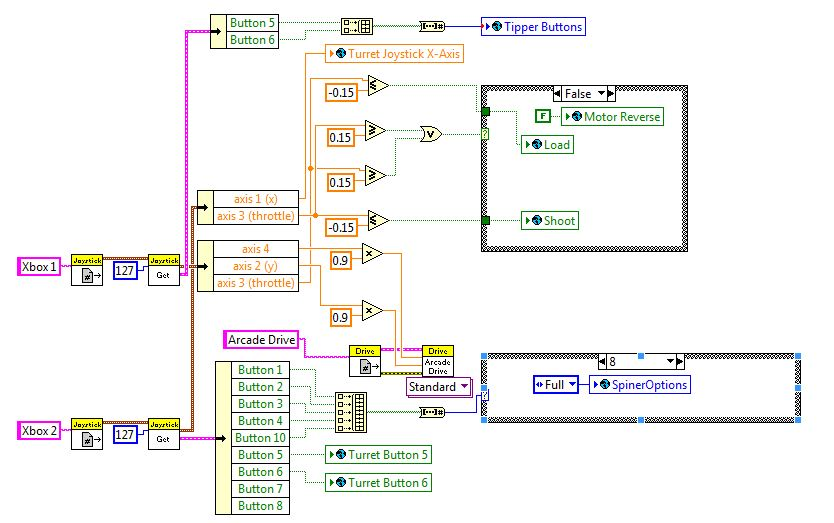 Button 5
Button 6
Tipper Buttons
Turret Joystick X-Axis
-0.15
False
F
Motor Reverse
0.15
V
?
Load
0.15
axis 1 (x)
axis 3 (throttle)
-0.15
Shoot
Xbox 1
Joystick
#
127
Joystick
Get
axis 4
axis 2 (y)
axis 3 (throttle)
0.9
×
0.9
×
Arcade Drive
Drive
#
Drive
Arcade
Drive
Standard
8
Full
SpinerOptions
?
Button 1
Button 2
Button 3
Button 4
Button 10
Button 5
Button 6
Button 7
Button 8
Turret Button 5
Turret Button 6
Xbox 2
Joystick
#
127
Joystick
Get